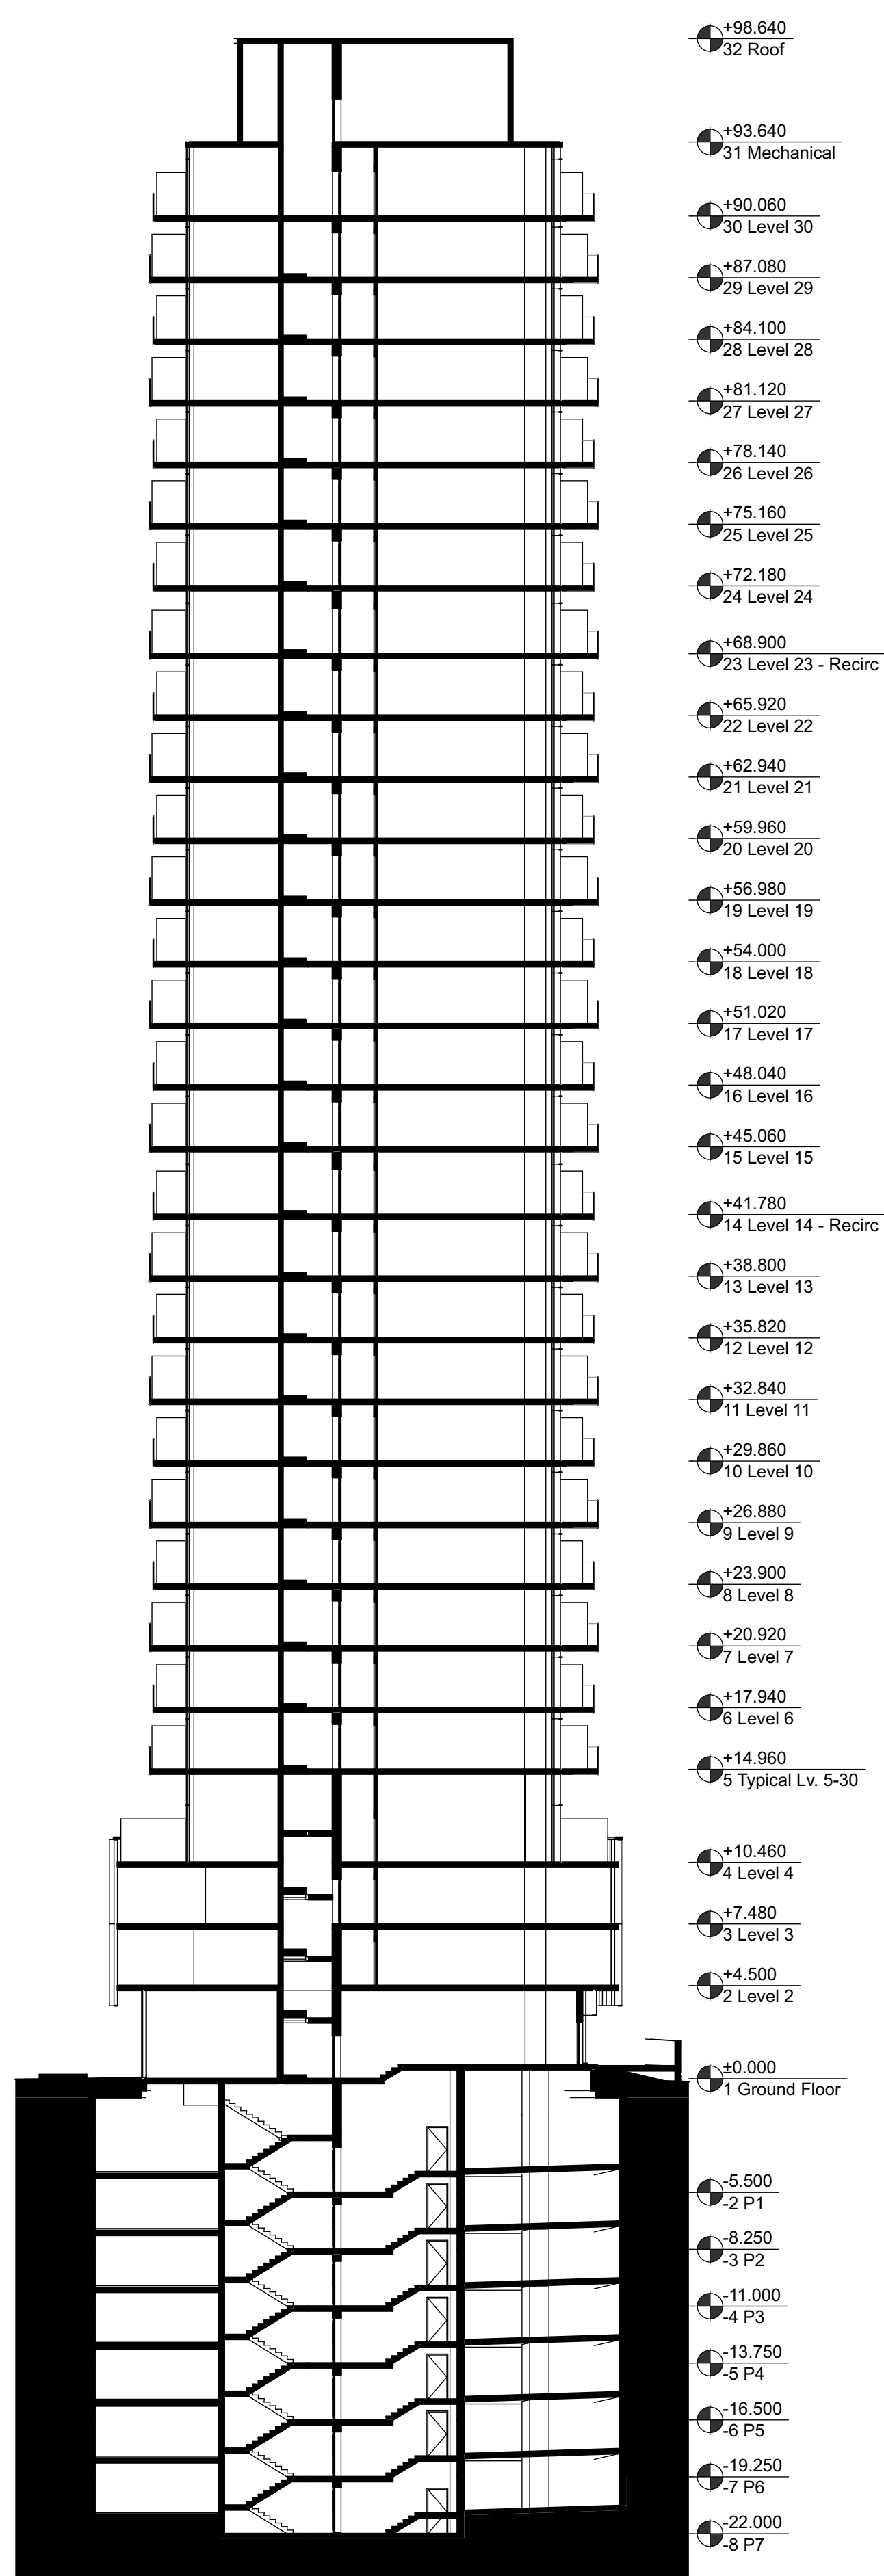 +98.640
32 Roof
+93.640
31 Mechanical
+90.060
30 Level 30
+87.080
29 Level 29
+84.100
28 Level 28
+81.120
27 Level 27
+78.140
26 Level 26
+75.160
25 Level 25
+72.180
24 Level 24
+68.900
23 Level 23 - Recirc
+65.920
22 Level 22
+62.940
21 Level 21
+59.960
20 Level 20
+56.980
19 Level 19
+54.000
18 Level 18
+51.020
17 Level 17
+48.040
16 Level 16
+45.060
15 Level 15
+41.780
14 Level 14 - Recirc
+38.800
13 Level 13
+35.820
12 Level 12
+32.840
11 Level 11
+29.860
10 Level 10
+26.880
9 Level 9
+23.900
8 Level 8
+20.920
7 Level 7
+17.940
6 Level 6
+14.960
5 Typical Lv. 5-30
+10.460
4 Level 4
+7.480
3 Level 3
+4.500
2 Level 2
±0.000
1 Ground Floor
-5.500
-2 P1
-8.250
-3 P2
-11.000
-4 P3
-13.750
-5 P4
-16.500
-6 P5
-19.250
-7 P6
-22.000
-8 P7